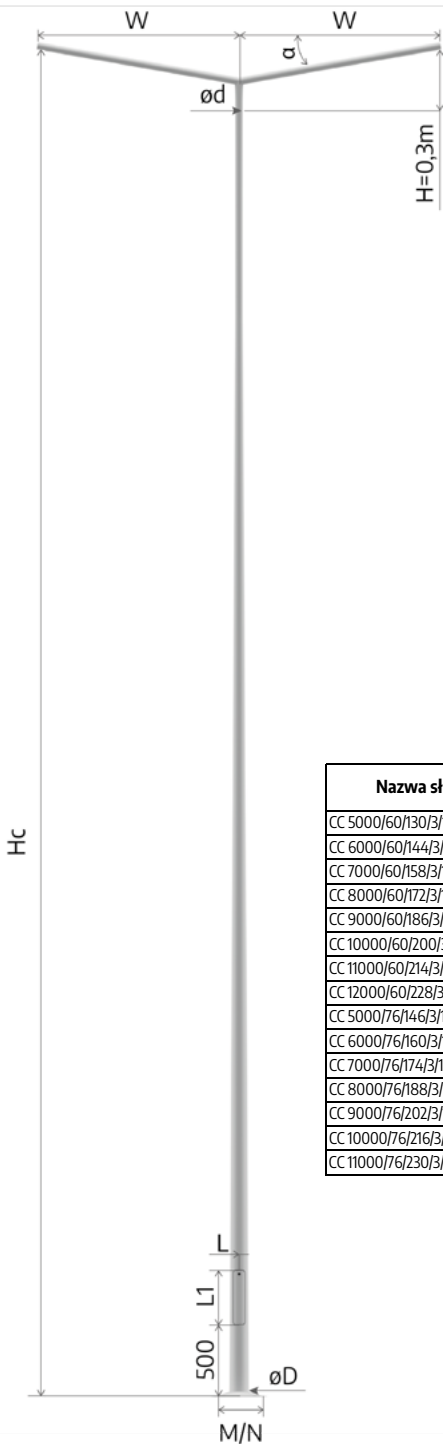 W
W
α
ød
H=0,3m
Hc
Nazwa
CC 5000/60/130/3/
CC 6000/60/144/3/
CC 7000/60/158/3/
CC 8000/60/172/3/
CC 9000/60/186/3/
CC 10000/60/200/
CC 11000/60/214/3/
CC 12000/60/228/3
CC 5000/76/146/3/
CC 6000/76/160/3/
CC 7000/76/174/3/1
CC 8000/76/188/3/
CC 9000/76/202/3/
CC 10000/76/216/3/
CC 11000/76/230/3/
L
L1
500
øD
M/N